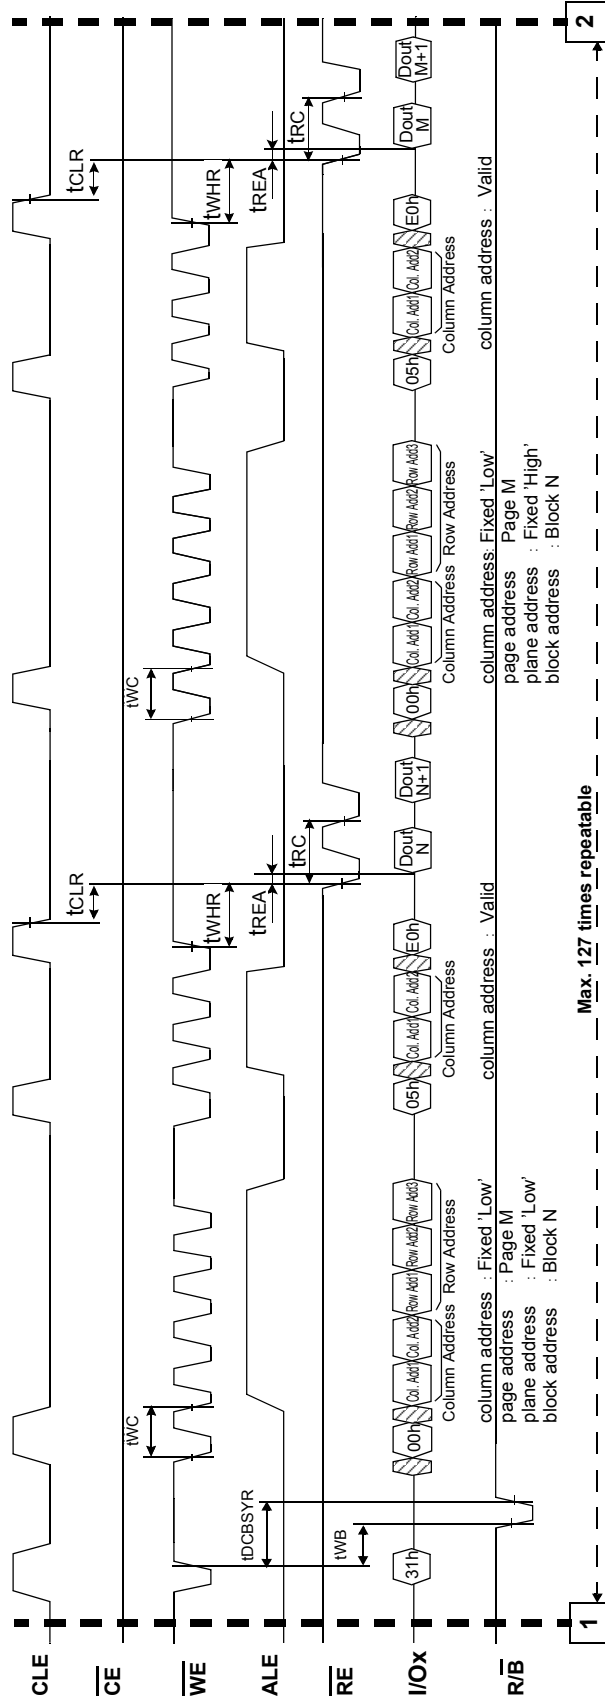 CLE
tCLR
tCLR
CE
WE
tWC
tWC
tWHR
tWHR
ALE
tDCBSYR
tREA
tREA
RE
tWB
tRC
tRC
I/Ox
31h
00h
Col. Add1
Col. Add2
Row Add1
Row Add2
Row Add3
05h
Col. Add1
Col. Add2
E0h
Dout
N
Dout
N+1
00h
Col. Add1
Col. Add2
Row Add1
Row Add2
Row Add3
05h
Col. Add1
Col. Add2
E0h
Dout
M
Dout
M+1
Column Address Row Address
Column Address
Column Address Row Address
Column Address
R/B
column address : Fixed 'Low'
page address : Page M
plane address : Fixed 'Low'
block address : Block N
column address : Valid
column address: Fixed 'Low'
page address Page M
plane address : Fixed 'High'
block address : Block N
column address : Valid
Max. 127 times repeatable
1
2